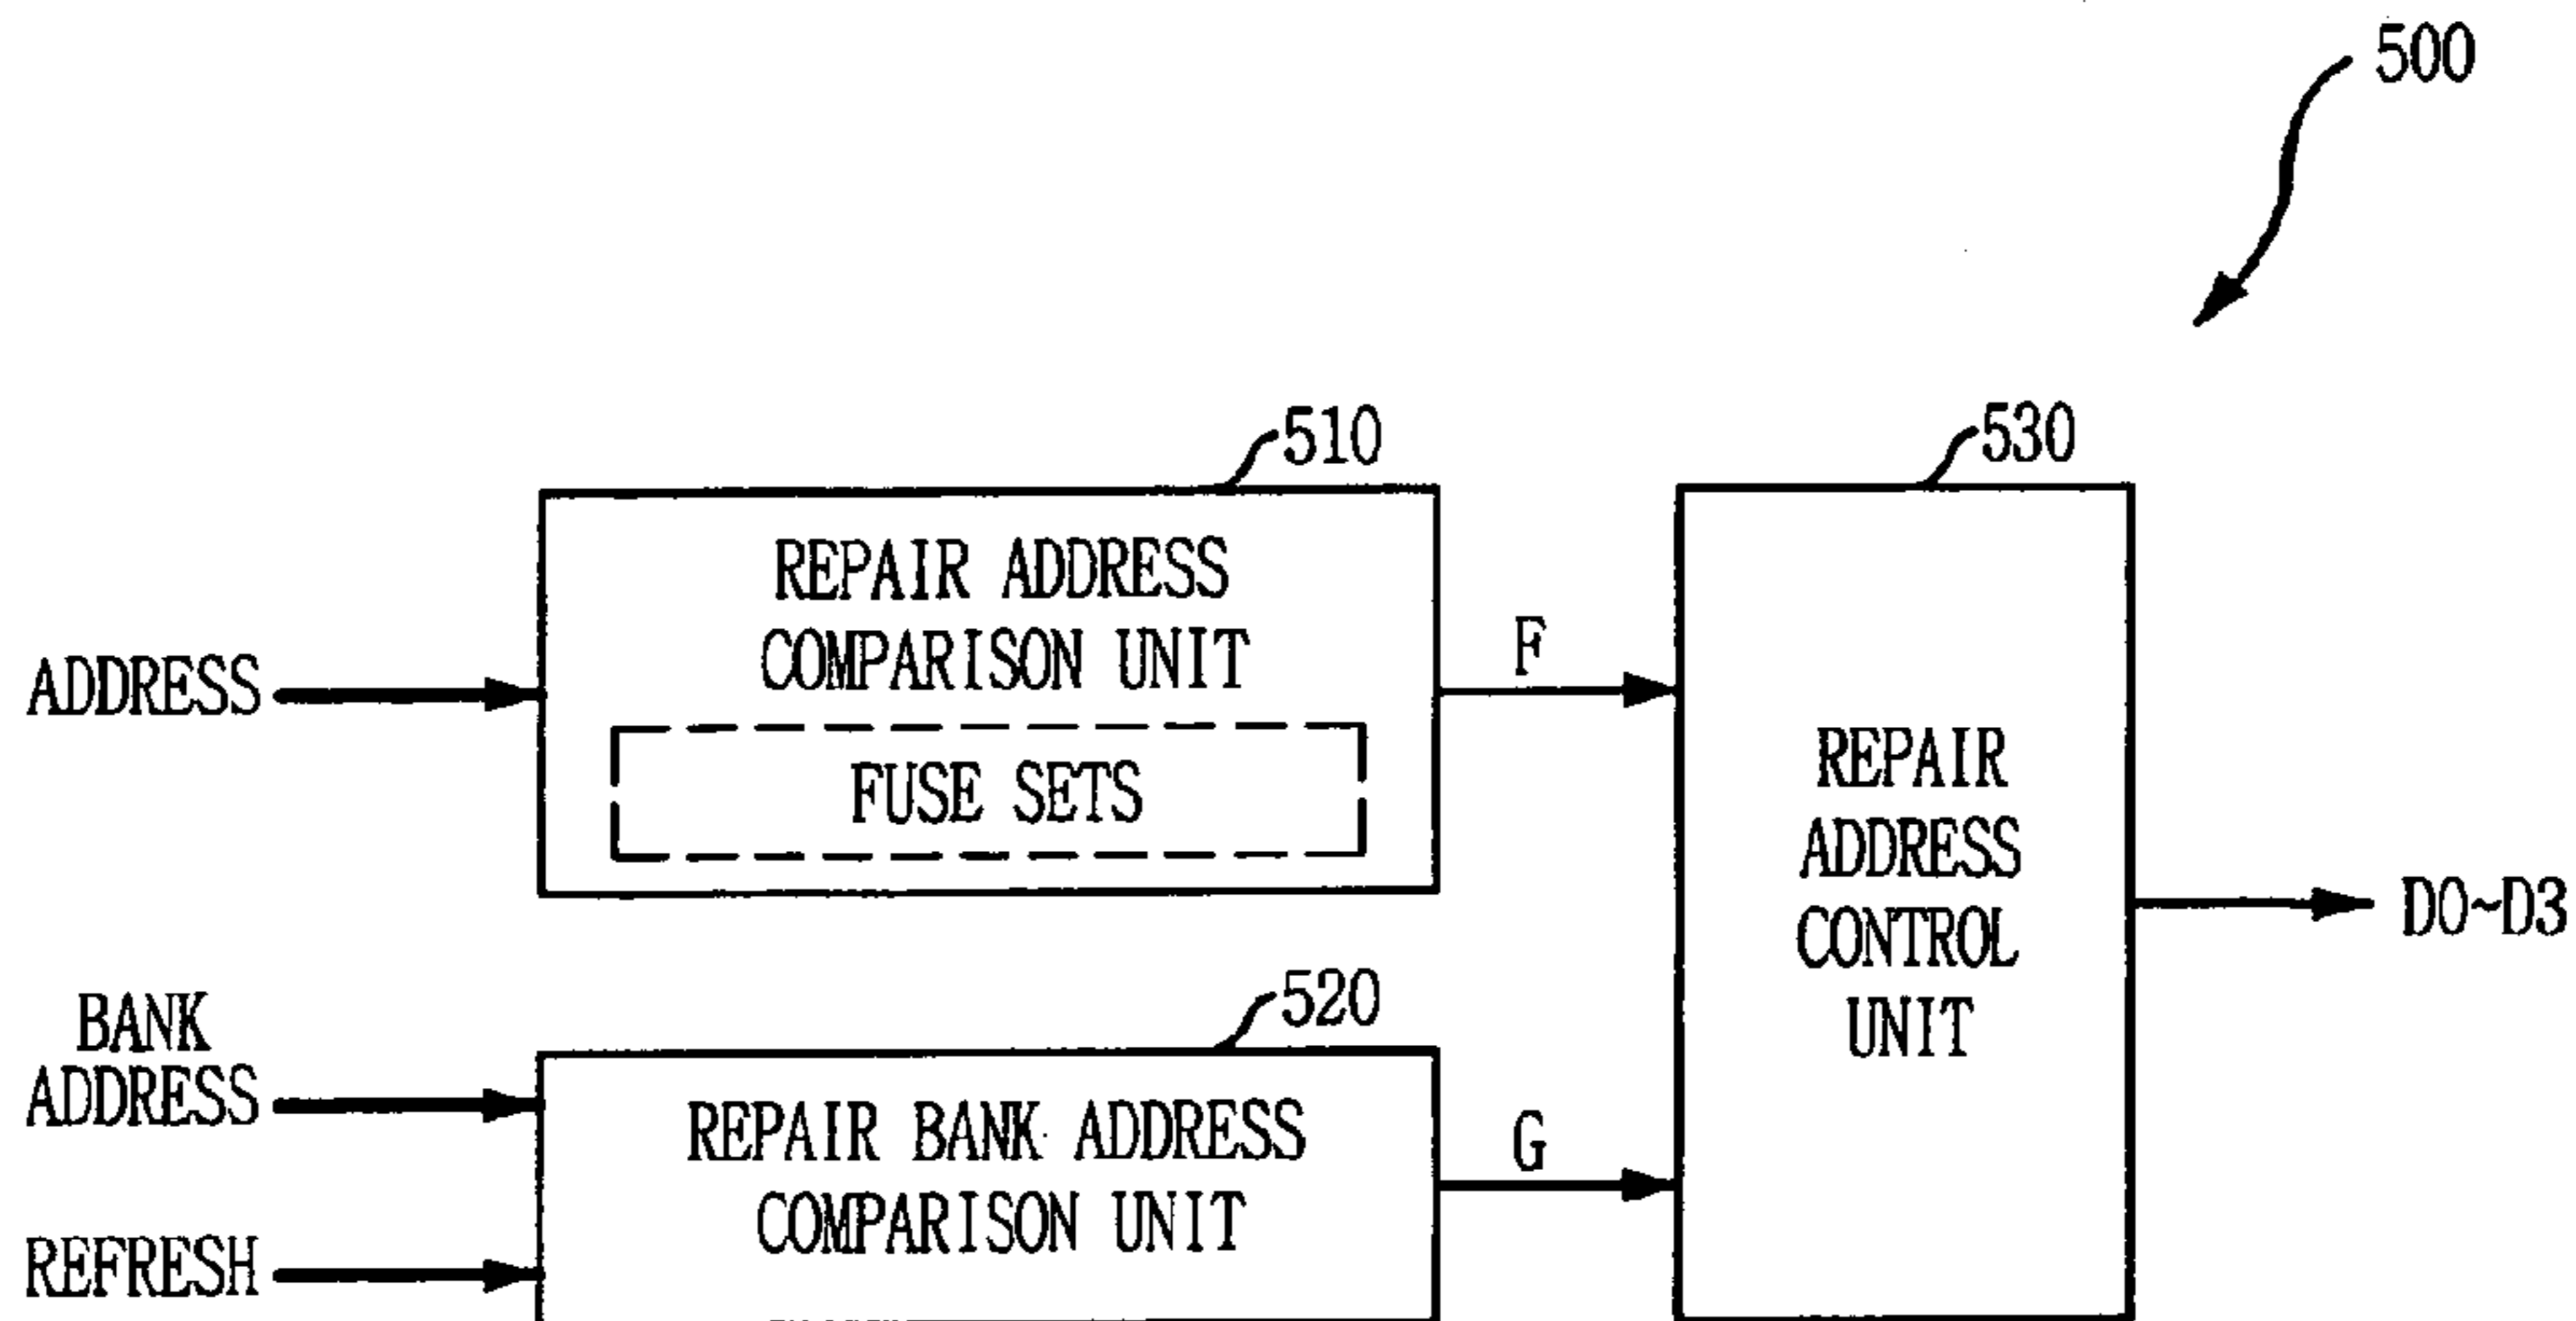 500
510
530
REPAIR ADDRESS
COMPARISON UNIT
FUSE SETS
ADDRESS
F
REPAIR
ADDRESS
CONTROL
UNIT
D0~D3
520
BANK
ADDRESS
REFRESH
REPAIR BANK ADDRESS
COMPARISON UNIT
G